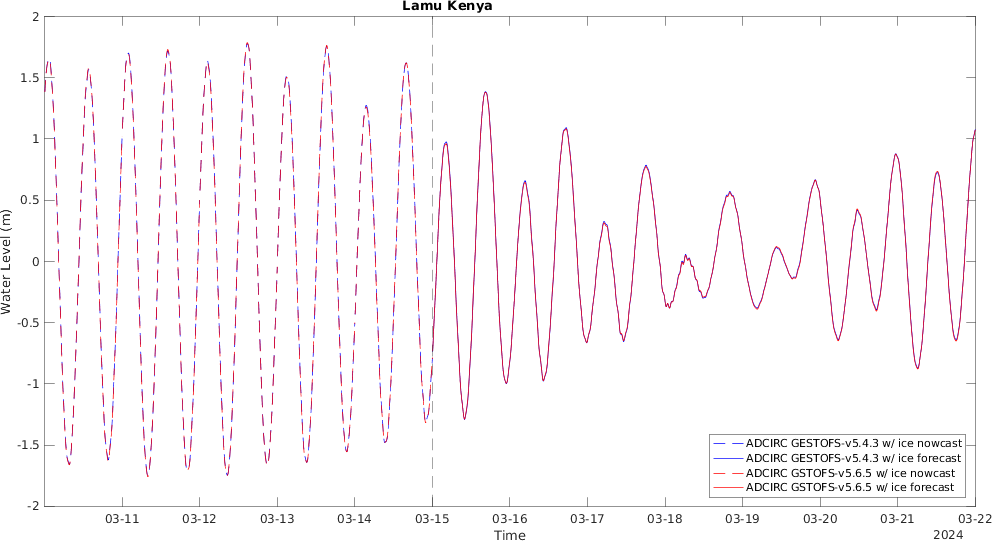 Lamu Kenya
2
1.5
1
0.5
0
-0.5
-1
-1.5
-2
Water Level (m)
ADCIRC GESTOFS-v5.4.3 w/ ice nowcast
ADCIRC GESTOFS-v5.4.3 w/ ice forecast
ADCIRC GSTOFS-v5.6.5 w/ ice nowcast
ADCIRC GSTOFS-v5.6.5 w/ ice forecast
03-11 03-12 03-13 03-14 03-15 03-16 03-17 03-18 03-19 03-20 03-21 03-22
Time
2024